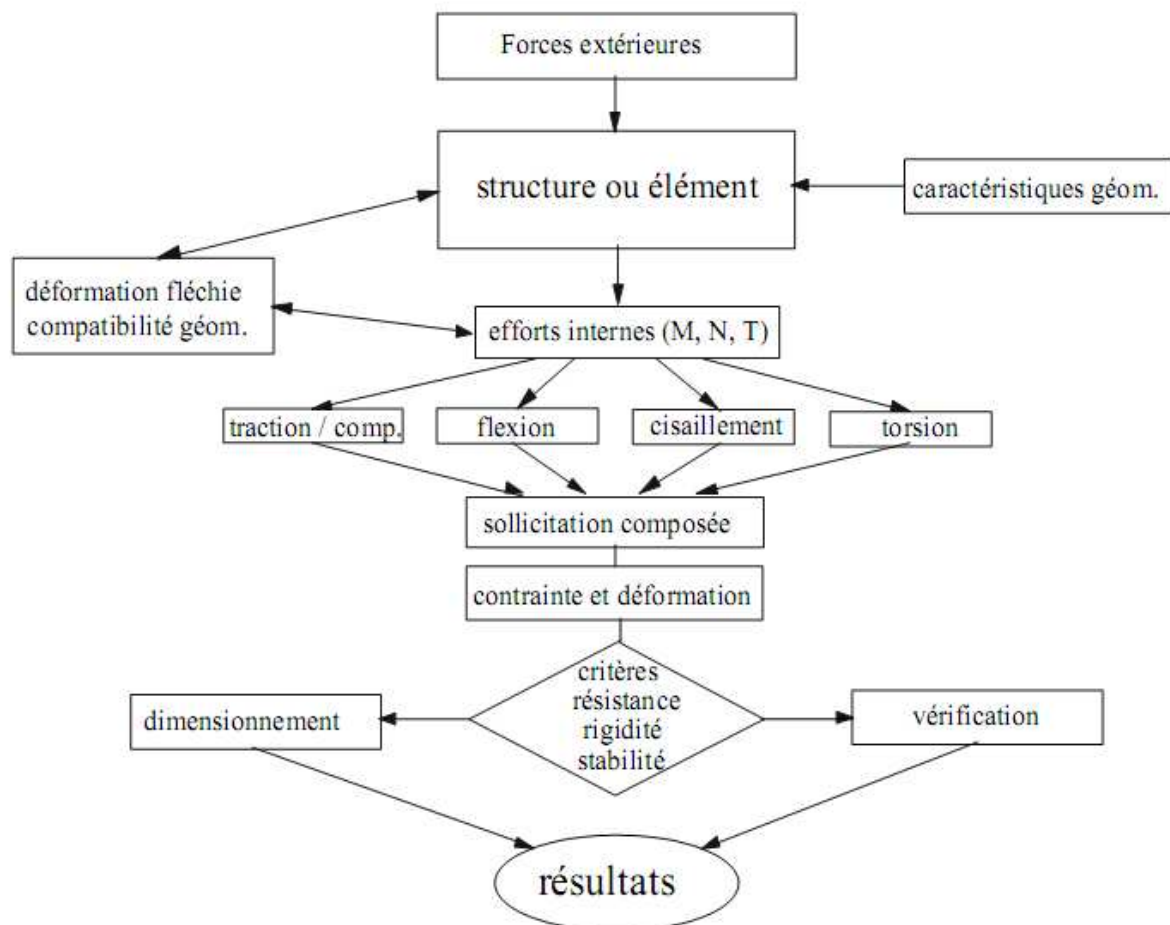 Forces extérieures
structure ou élément
caractéristiques géom.
déformation fléchie
compatibilité géom.
efforts internes (M, N, T)
traction / comp.
flexion
cisaillement
torsion
sollicitation composée
contrainte et déformation
critères
résistance
rigidité
stabilité
dimensionnement
vérification
résultats